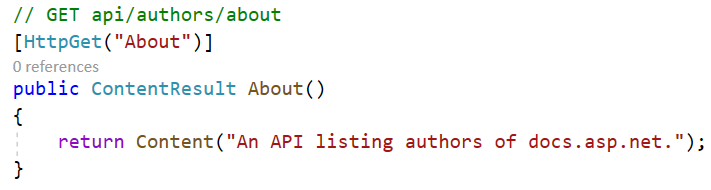 // GET api/authors/about
[HttpGet("About")]
0 references
public ContentResult About()
{
    return Content("An API listing authors of docs.asp.net.");
}